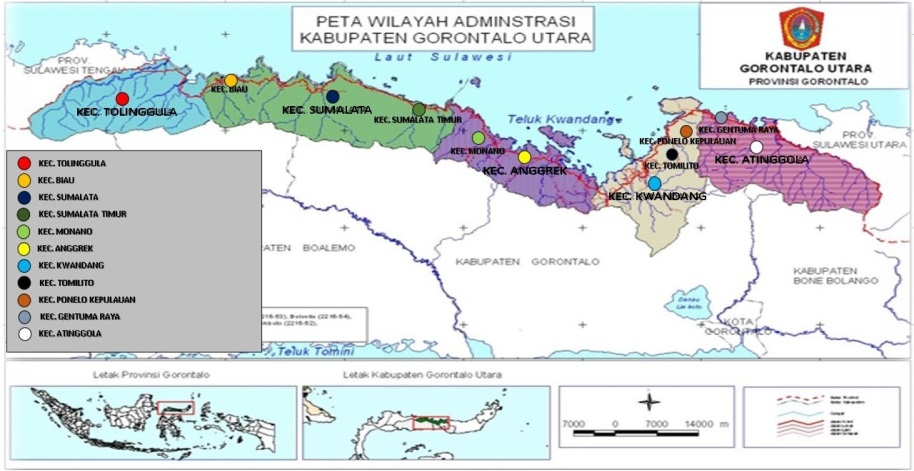 PETA WILAYAH ADMINSTRASI
KABUPATEN GORONTALO UTARA
KABUPATEN
GORONTALO UTARA
PROVINSI GORONTALO
Laut Sulawesi
PROV.
SULAWESI TENGAH
KEC. TOLINGGULA
KEC. BIAU
KEC. SUMALATA
KEC. SUMALATA TIMUR
Teluk Kwandang
KEC. MONANO
KEC. ANGGREK
KEC. GENTUMA RAYA
KEC. PONELO KEPULAUAN
KEC. TOMILITO
KEC. ATINGGOLA
KEC. KWANDANG
PROV.
SULAWESI UTARA
KEC. TOLINGGULA
KEC. BIAU
KEC. SUMALATA
KEC. SUMALATA TIMUR
KEC. MONANO
KEC. ANGGREK
KEC. KWANDANG
KEC. TOMILITO
KEC. PONELO KEPULAUAN
KEC. GENTUMA RAYA
KEC. ATINGGOLA
BOALEMO
KABUPATEN GORONTALO
KABUPATEN
BONE BOLANGO
Danau
KOTA
GORONTALO
Teluk Tomini
Letak Provinsi Gorontalo
Letak Kabupaten Gorontalo Utara
7000 0 7000 14000 m